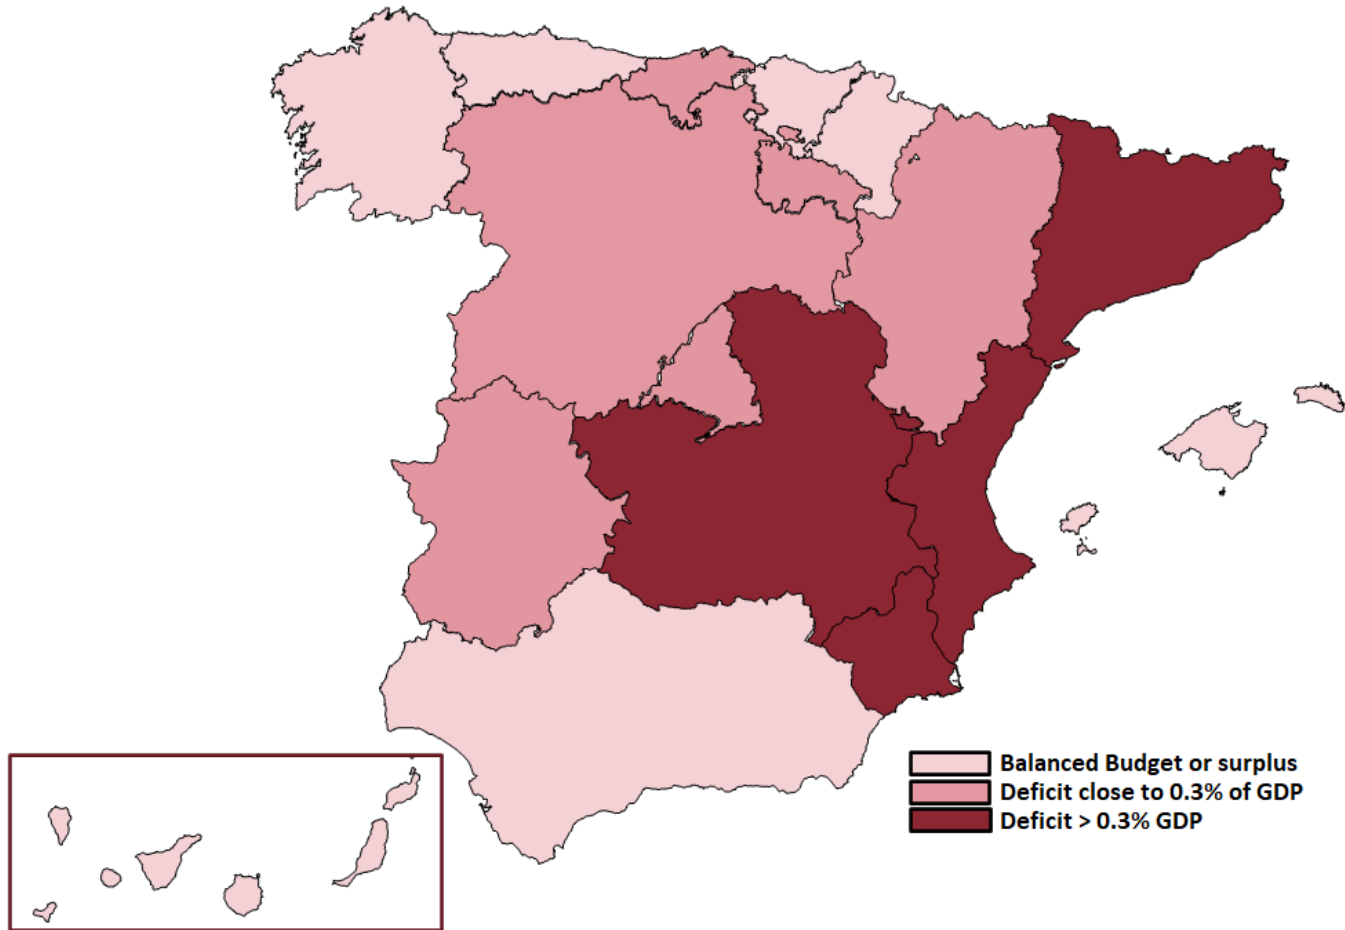 Balanced Budget or surplus
Deficit close to 0.3% of GDP
Deficit > 0.3% GDP